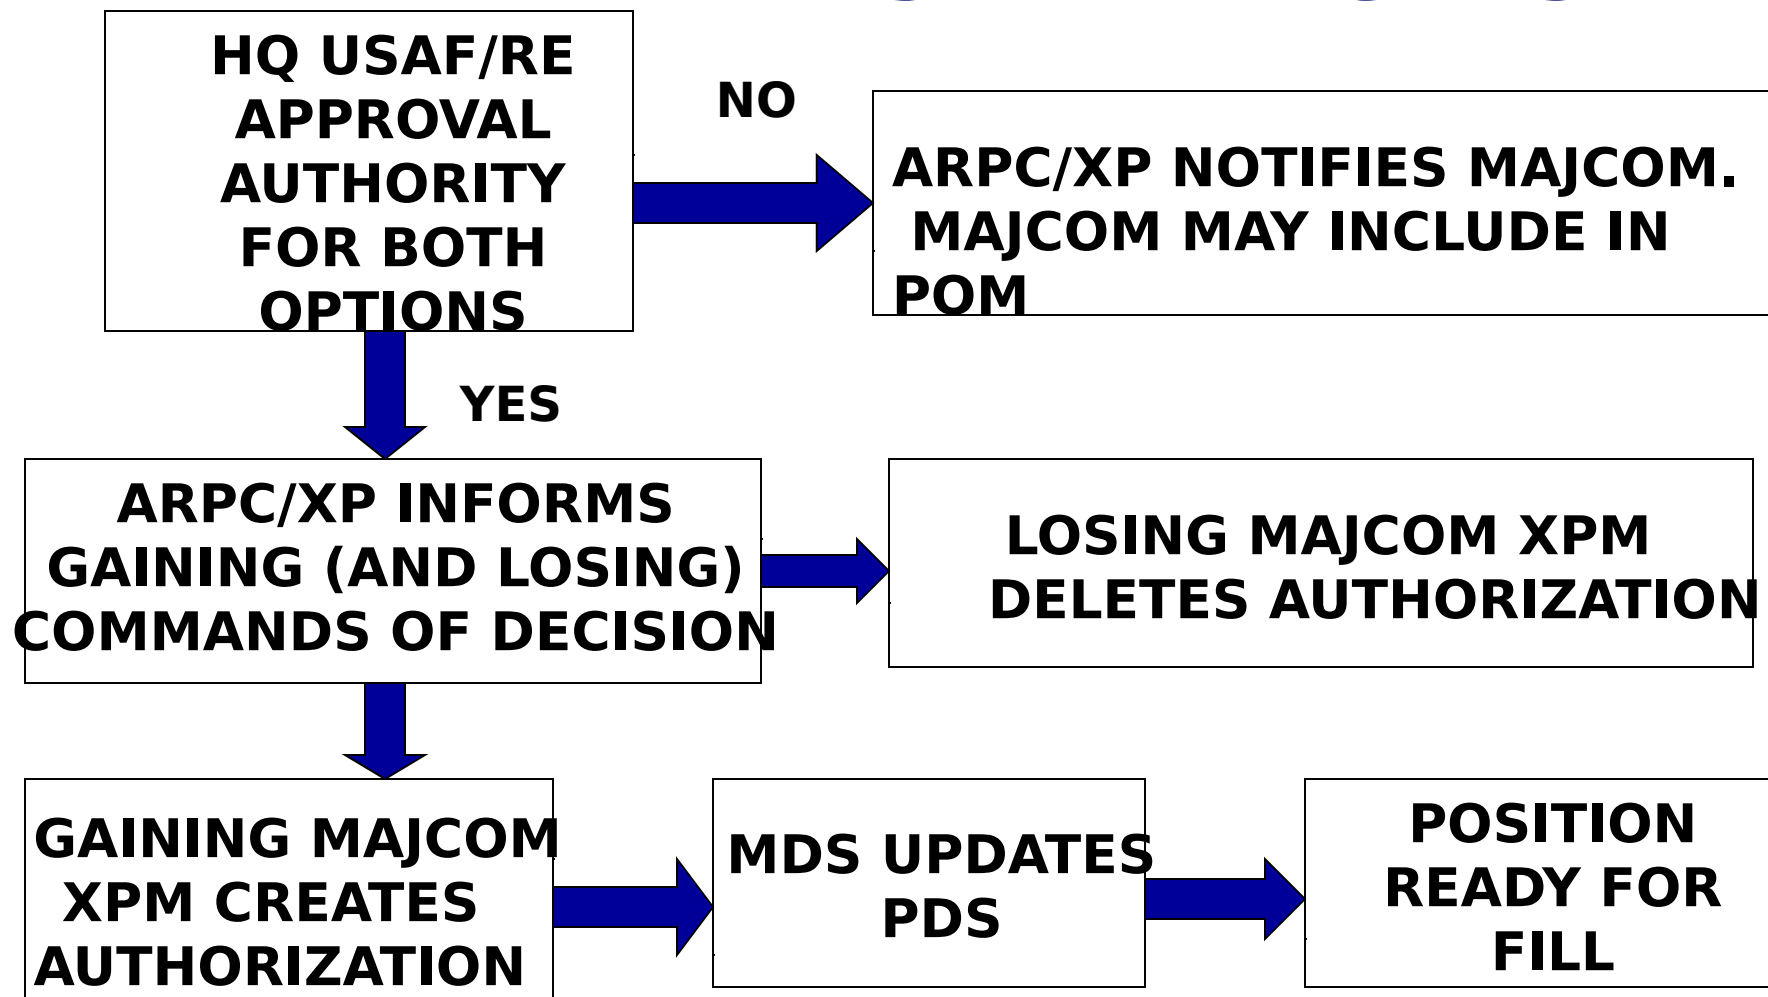 HQ USAF/RE
APPROVAL
AUTHORITY
FOR BOTH
OPTIONS
NO
ARPC/XP NOTIFIES MAJCOM.
MAJCOM MAY INCLUDE IN
POM
YES
ARPC/XP INFORMS
GAINING (AND LOSING)
COMMANDS OF DECISION
LOSING MAJCOM XPM
DELETES AUTHORIZATION
GAINING MAJCOM
XPM CREATES
AUTHORIZATION
MDS UPDATES
PDS
POSITION
READY FOR
FILL